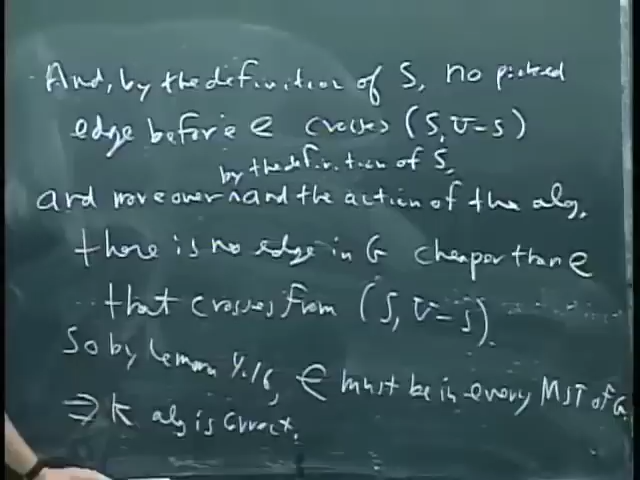 And, by the definition of S, no picked
edge before e crosses (S, V-S)
by the definition of S,
and moreover ∧ and the action of the alg,
there is no edge in G cheaper than e
that crosses from (S, V-S).
So by Lemma 4.16, e must be in every MST of G.
⇒ K alg is correct.